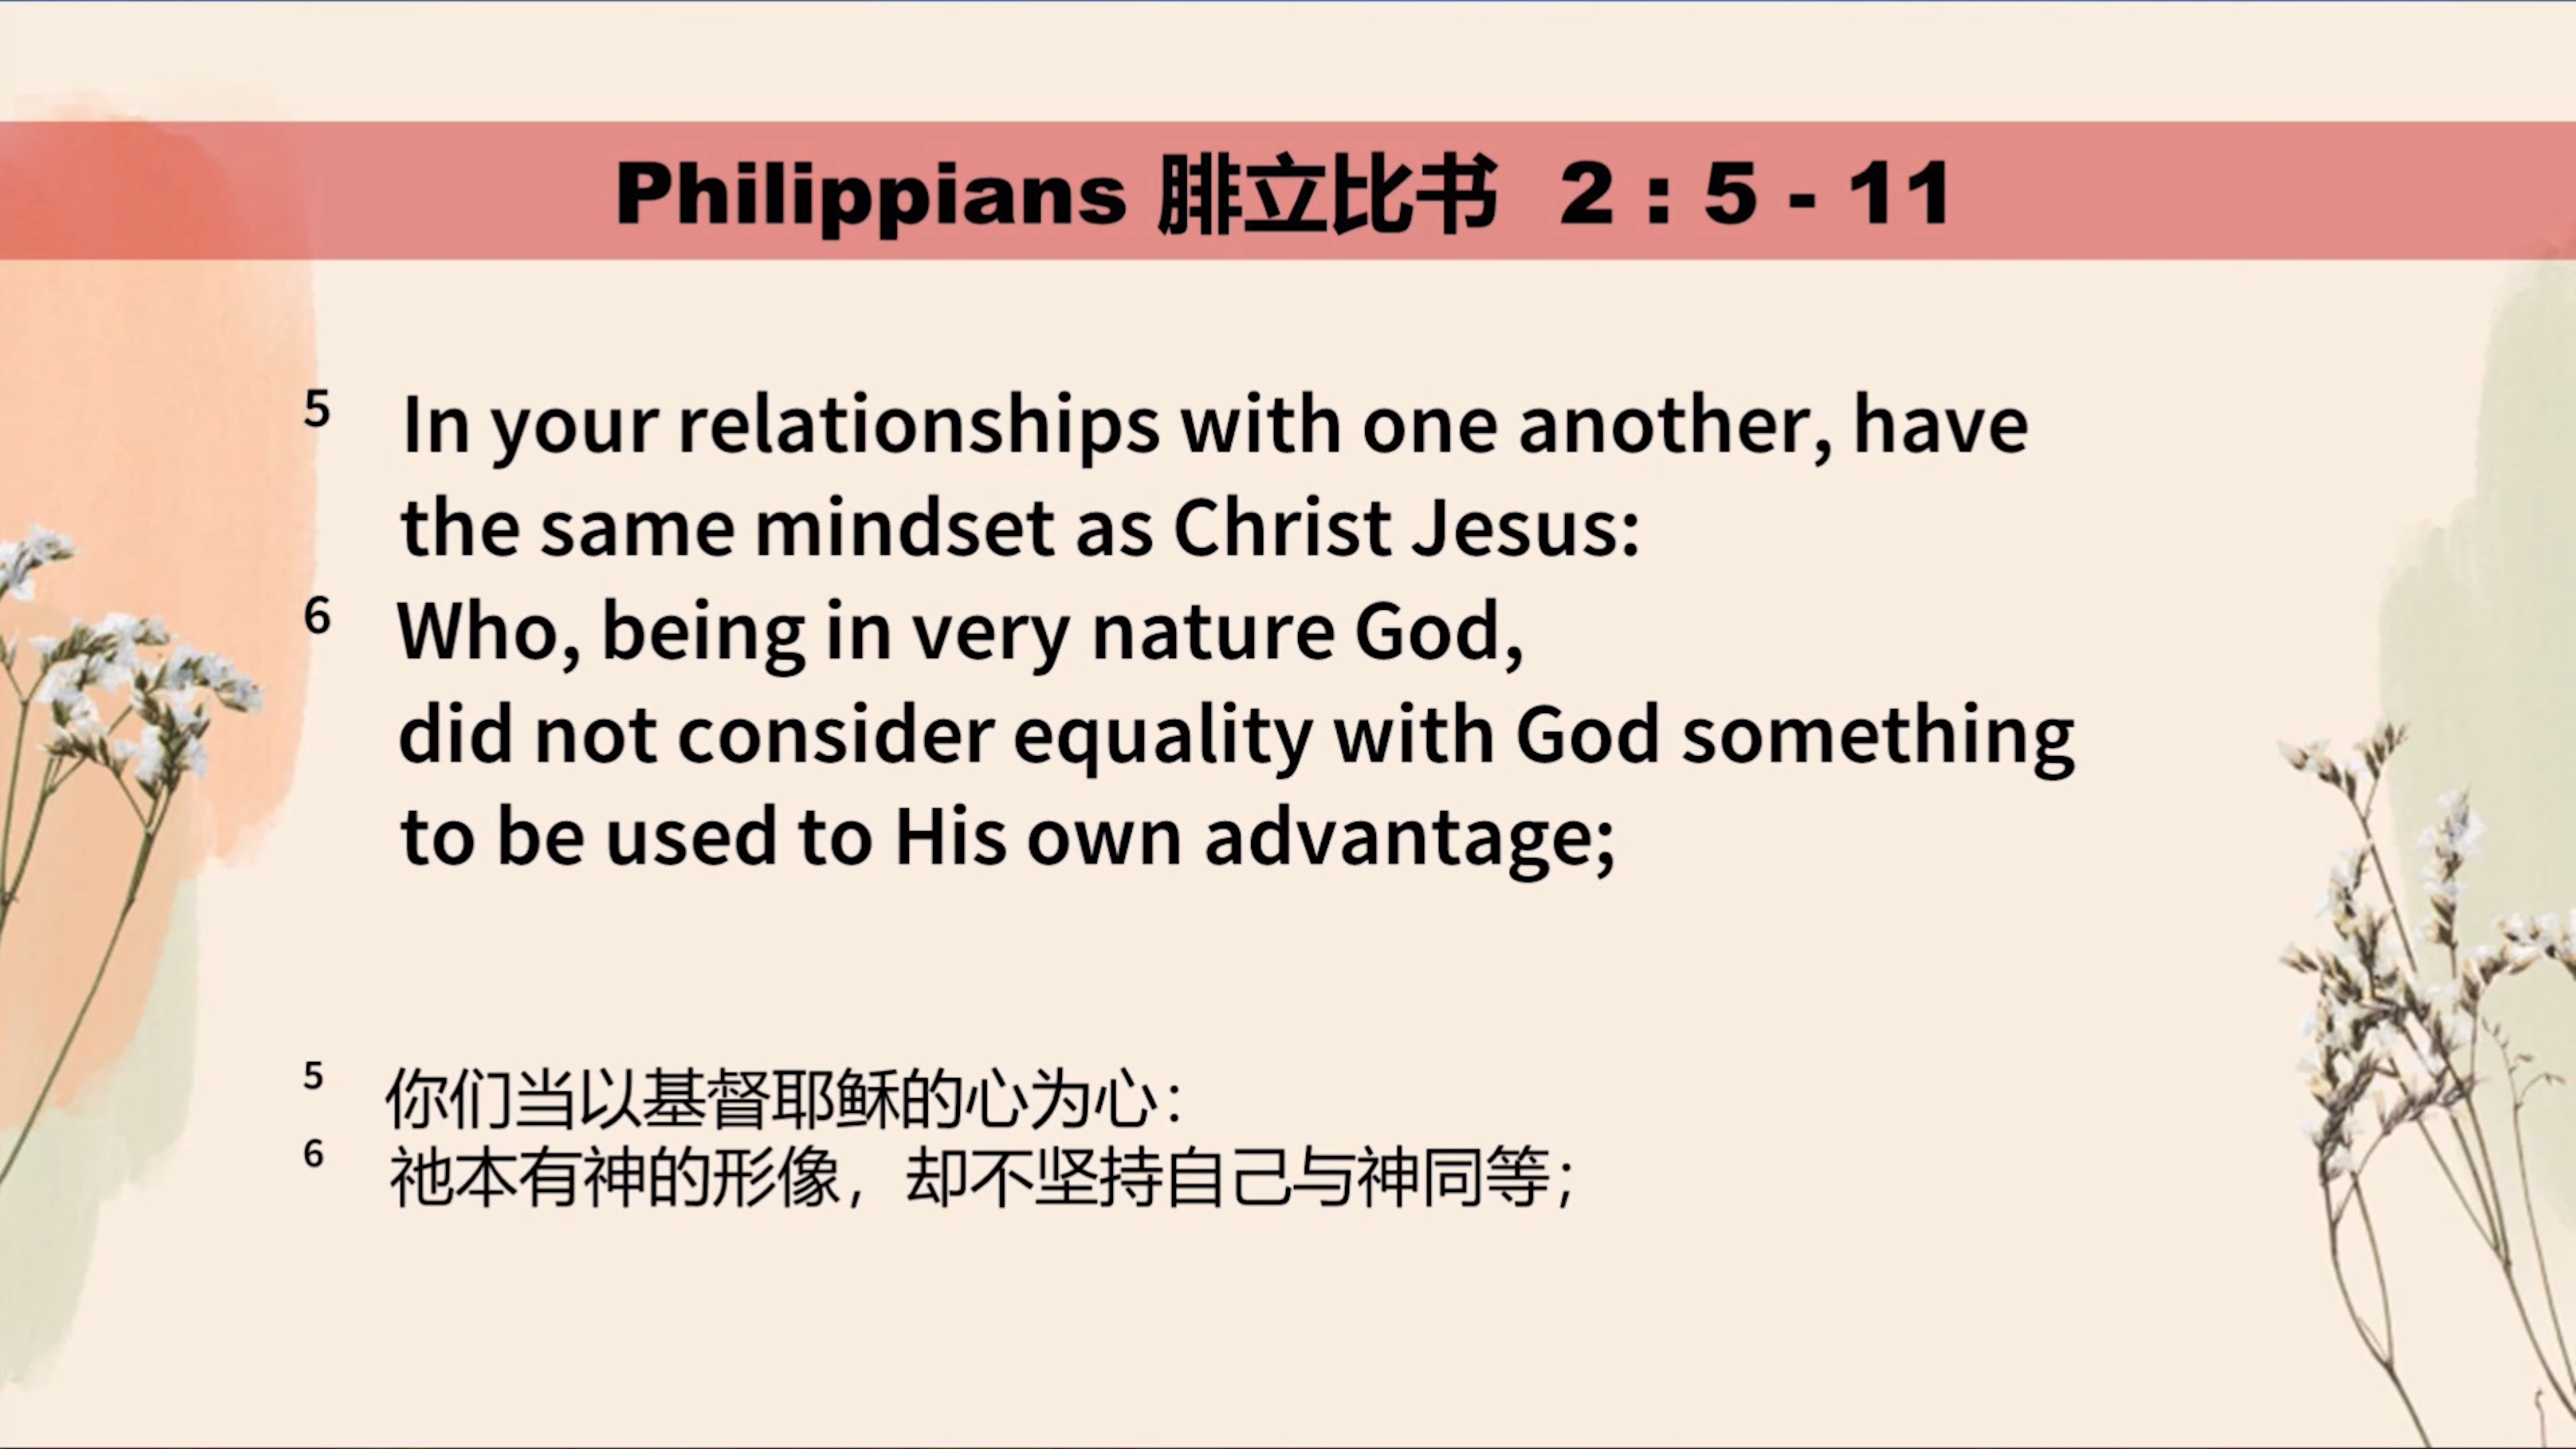 Philippians 腓立比书 2 : 5 - 11
5 In your relationships with one another, have
the same mindset as Christ Jesus:
6 Who, being in very nature God,
did not consider equality with God something
to be used to His own advantage;
5 你们当以基督耶稣的心为心：
6 祂本有神的形像，却不坚持自己与神同等；